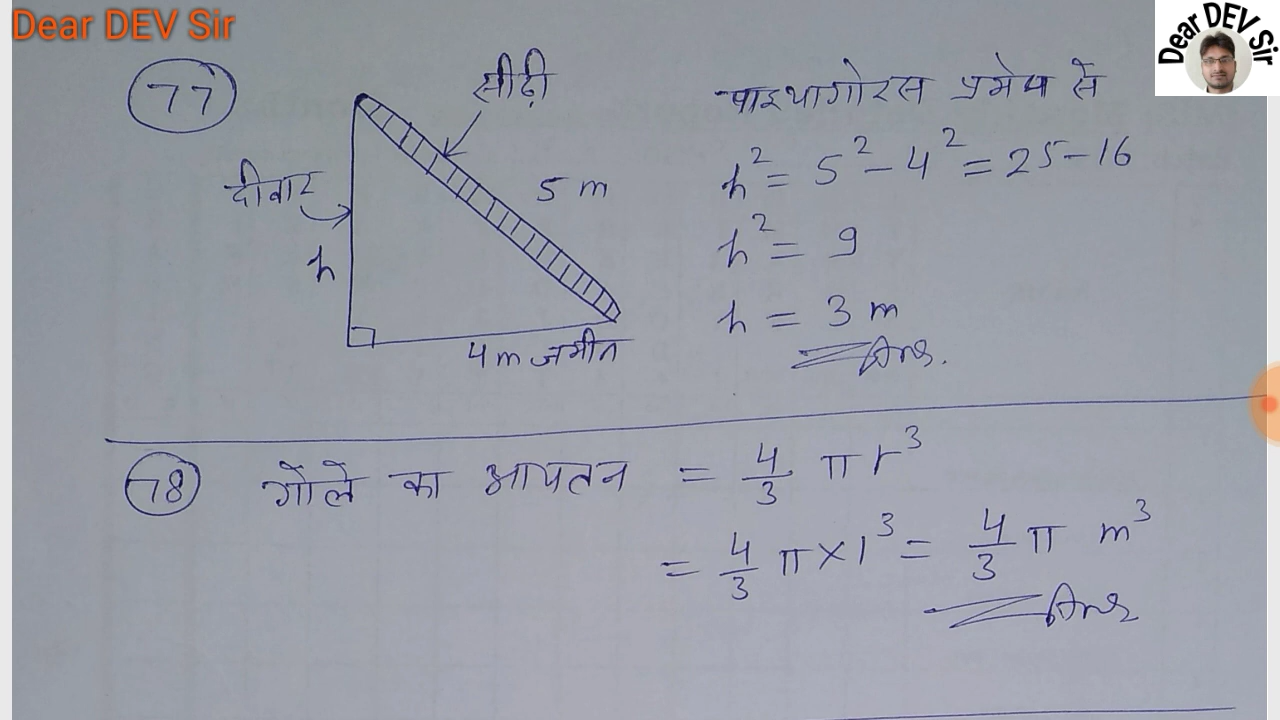 Dear DEV Sir
Dear DEV Sir
77
सीढ़ी
दीवार
5 m
h
4 m जमीन
पाइथागोरस प्रमेय से
h² = 5² - 4² = 25 - 16
h² = 9
h = 3 m
Ans.
78 गोले का आयतन = 4/3 π r³
= 4/3 π × 1³ = 4/3 π m³
Ans